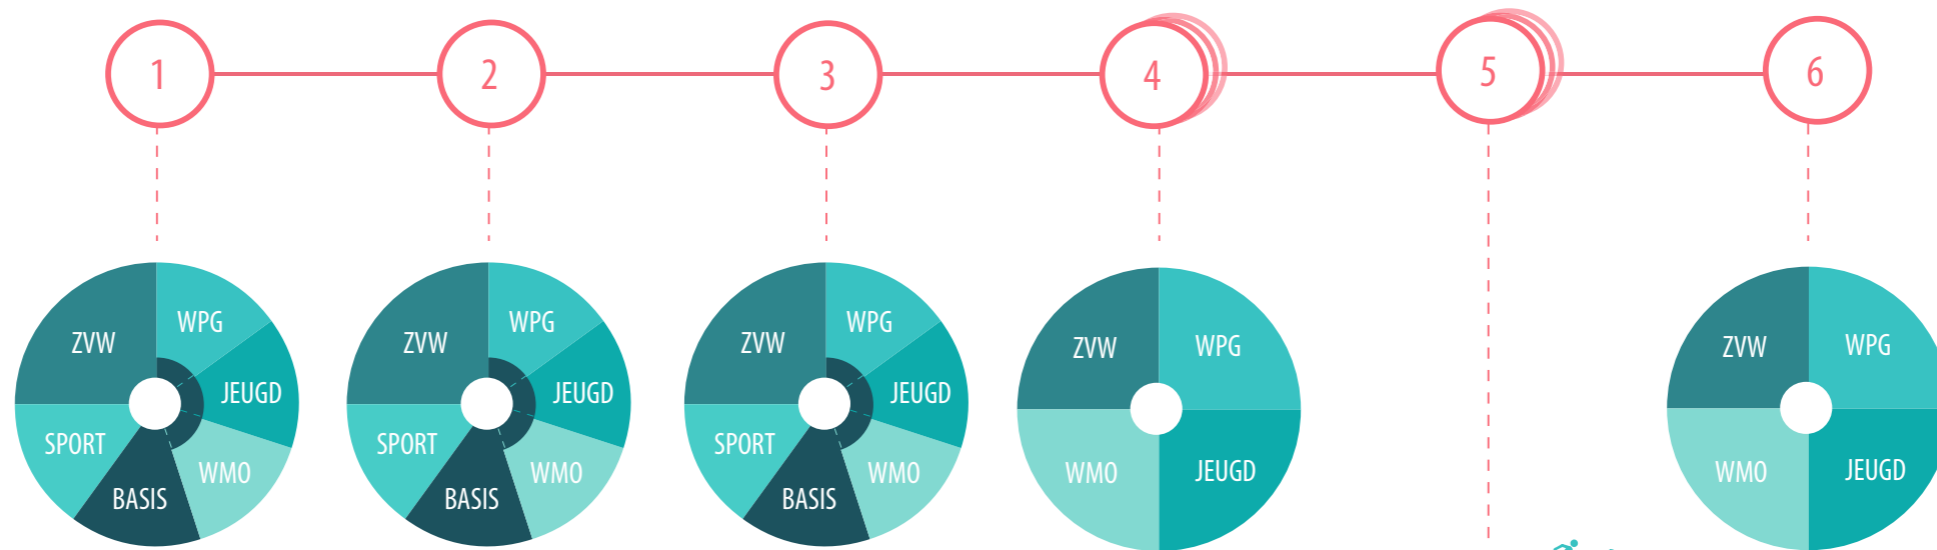 1 2 3 4 5 6
ZVW WPG JEUGD WMO BASIS SPORT
ZVW WPG JEUGD WMO BASIS SPORT
ZVW WPG JEUGD WMO BASIS SPORT
ZVW WPG JEUGD WMO
ZVW WPG JEUGD WMO